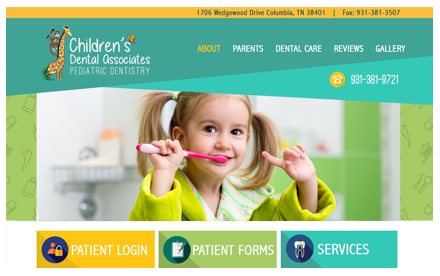 1706 Wedgewood Drive Columbia, TN 38401 | Fax: 931-381-3507
Children's
Dental Associates
PEDIATRIC DENTISTRY
ABOUT PARENTS DENTAL CARE REVIEWS GALLERY
931-381-9721
PATIENT LOGIN PATIENT FORMS SERVICES